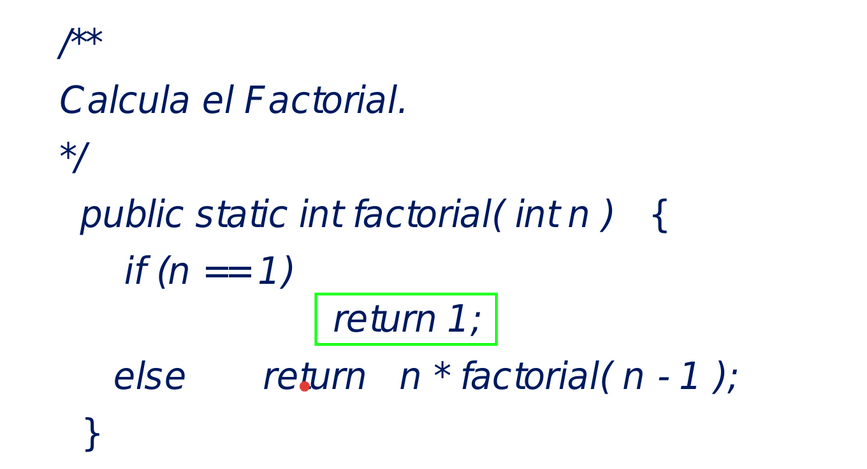 /**
Calcula el Factorial.
*/
public static int factorial( int n ) {
if (n == 1)
return 1;
else return n * factorial( n - 1 );
}